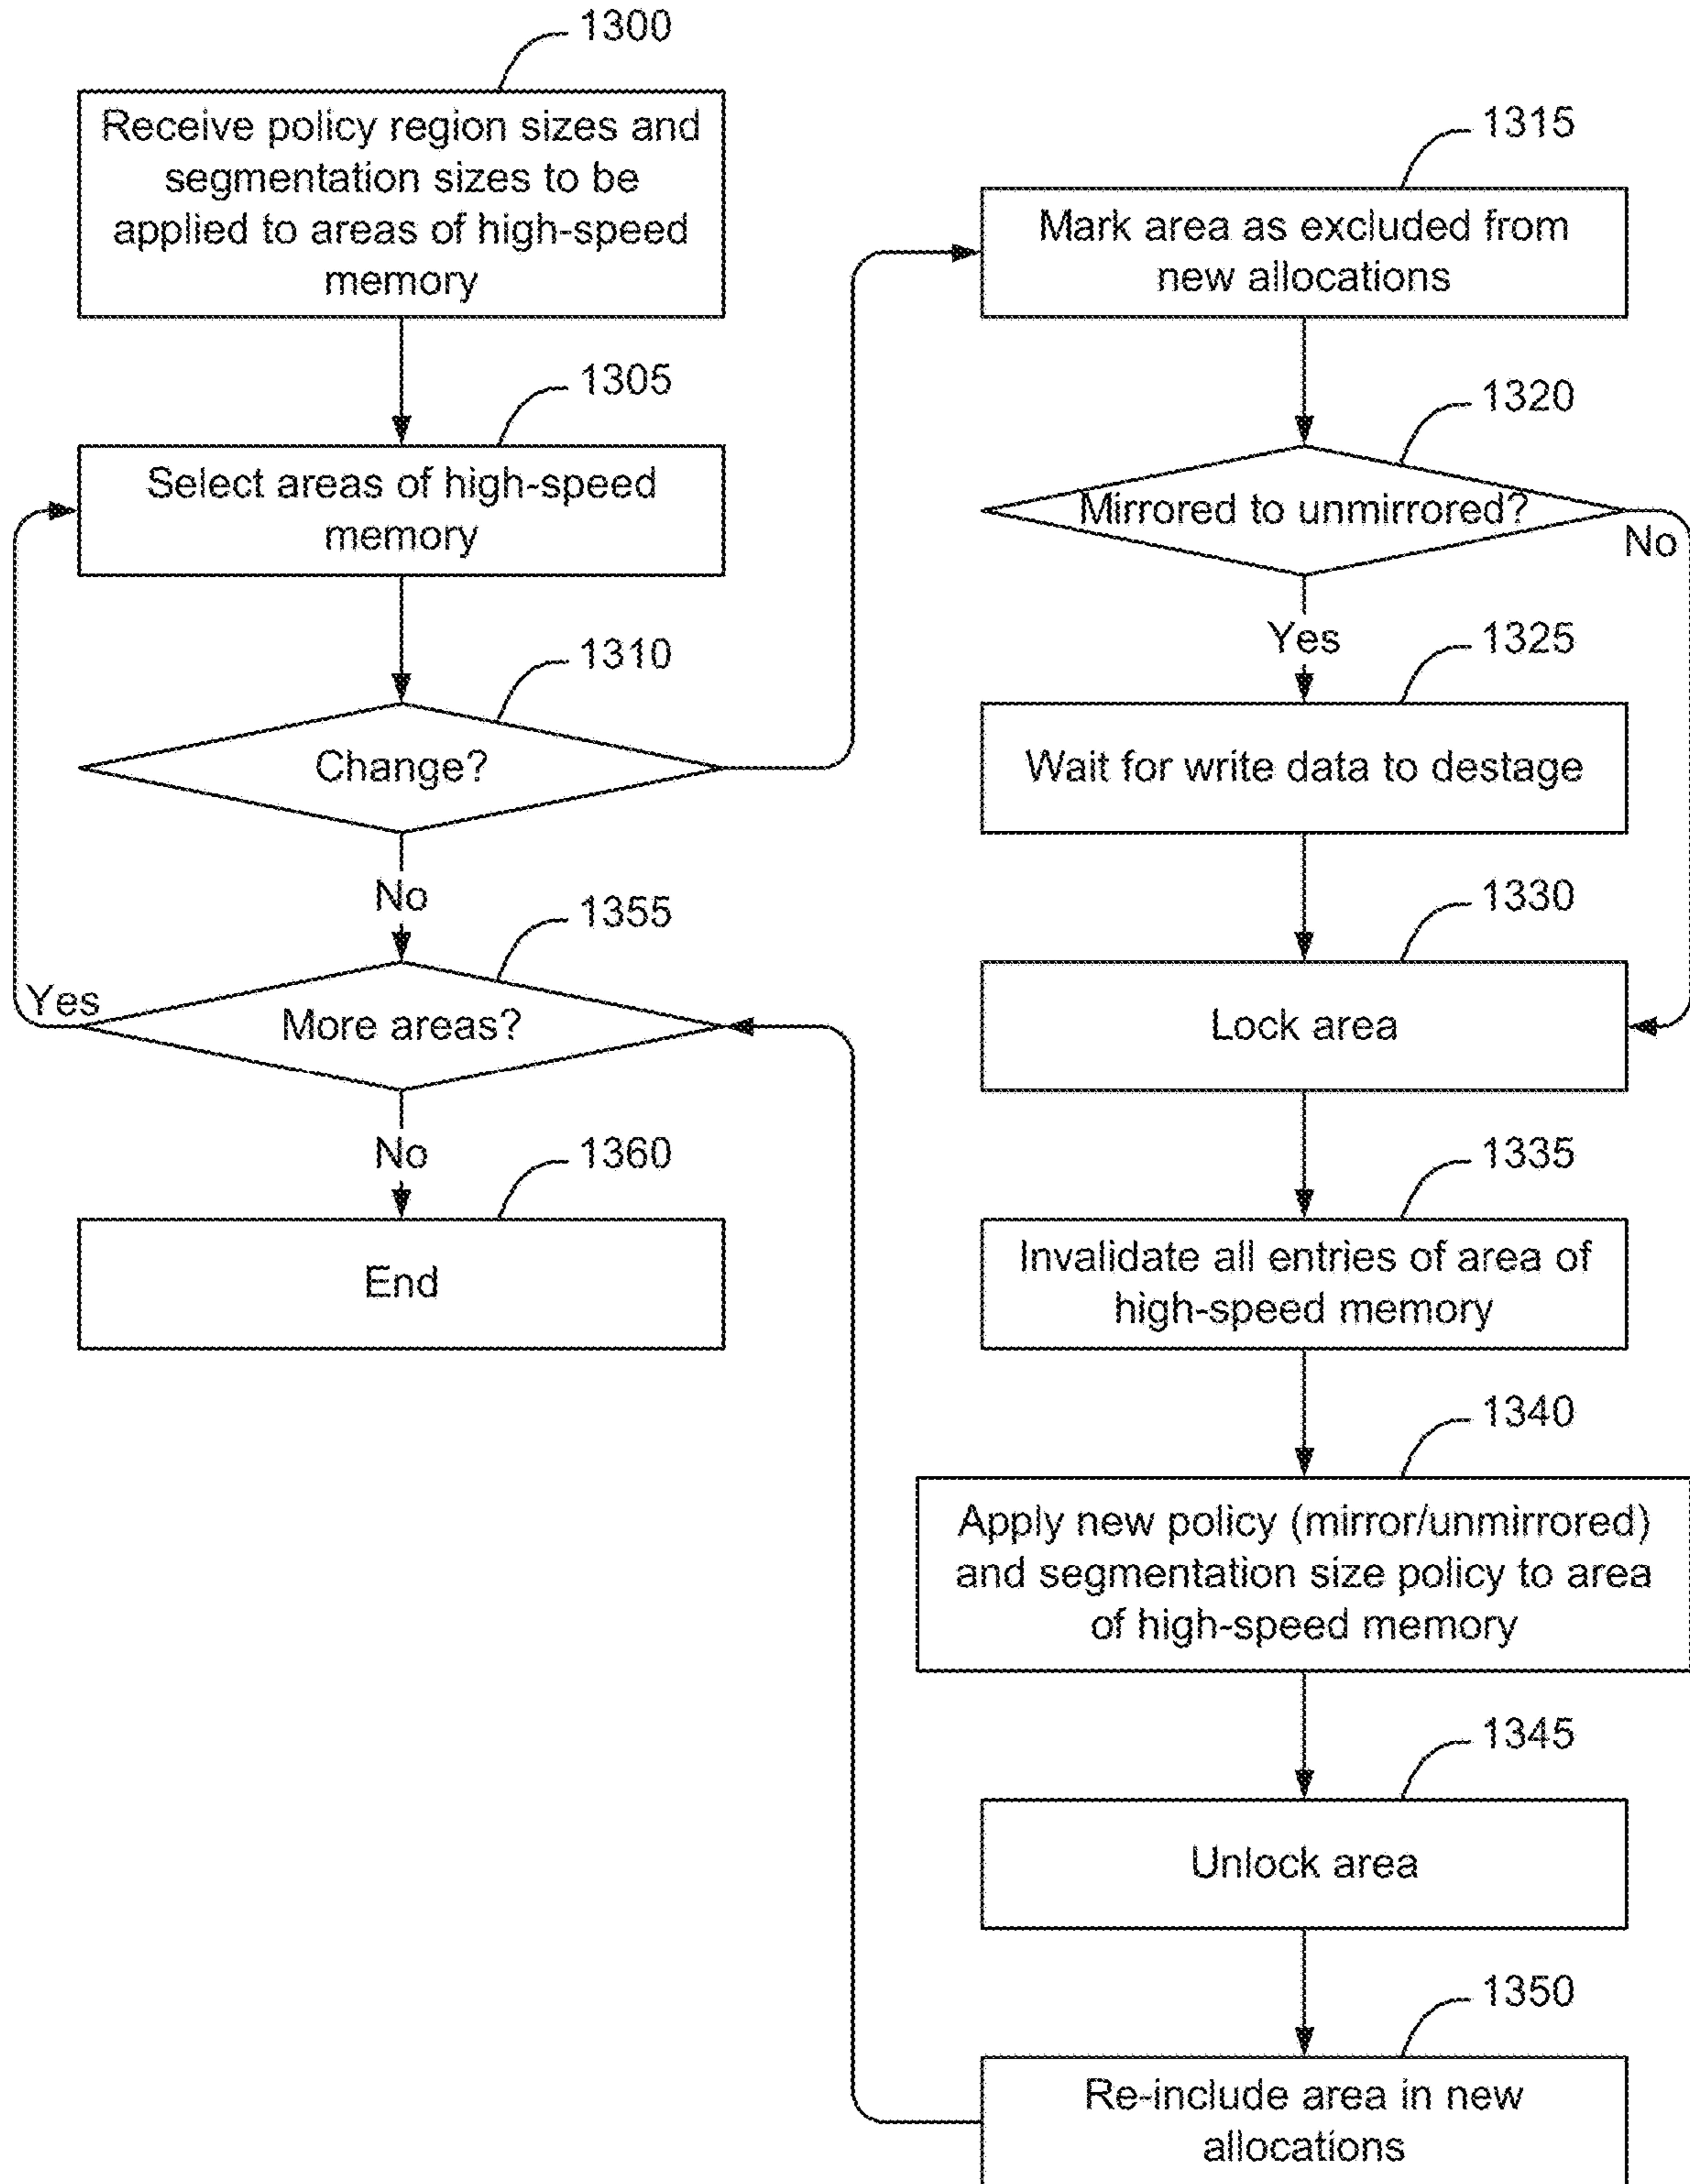 1300
Receive policy region sizes and
segmentation sizes to be
applied to areas of high-speed
memory
1305
Select areas of high-speed
memory
1310
Change?
No
1355
Yes
More areas?
No
1360
End
1315
Mark area as excluded from
new allocations
1320
Mirrored to unmirrored?
No
Yes
1325
Wait for write data to destage
1330
Lock area
1335
Invalidate all entries of area of
high-speed memory
1340
Apply new policy (mirror/unmirrored)
and segmentation size policy to area
of high-speed memory
1345
Unlock area
1350
Re-include area in new
allocations